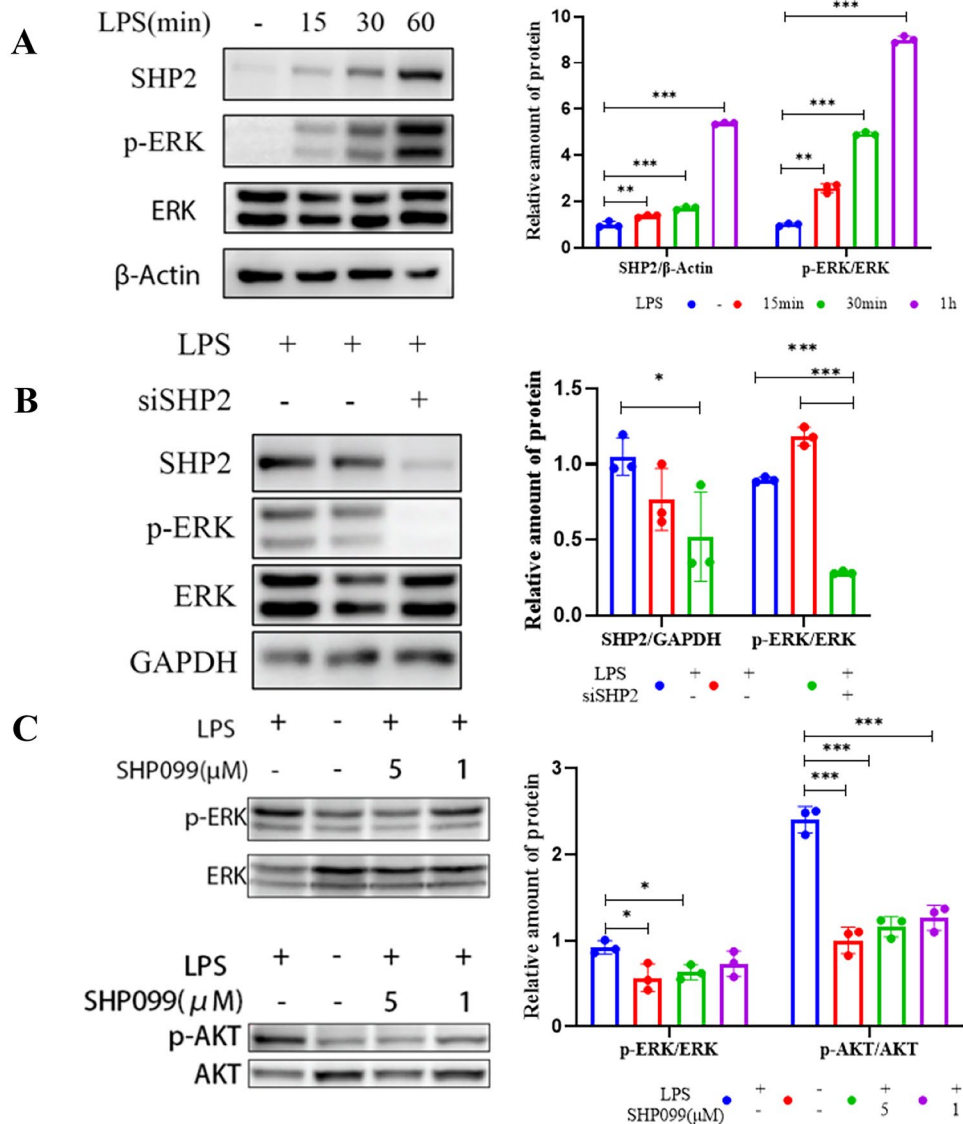 A
LPS(min) - 15 30 60
SHP2
p-ERK
ERK
β-Actin
Relative amount of protein
10
8
6
4
2
0
** *** *** ** *** ***
SHP2/β-Actin p-ERK/ERK
LPS - 15min 30min 1h
B
LPS + + +
siSHP2 - - +
SHP2
p-ERK
ERK
GAPDH
Relative amount of protein
1.5
1.0
0.5
0.0
* *** ***
SHP2/GAPDH p-ERK/ERK
LPS + + +
siSHP2 - - +
C
LPS + - + +
SHP099(μM) - - 5 1
p-ERK
ERK
LPS + - + +
SHP099(μM) - - 5 1
p-AKT
AKT
Relative amount of protein
3
2
1
0
* * *** *** ***
p-ERK/ERK p-AKT/AKT
LPS + - + +
SHP099(μM) - - 5 1